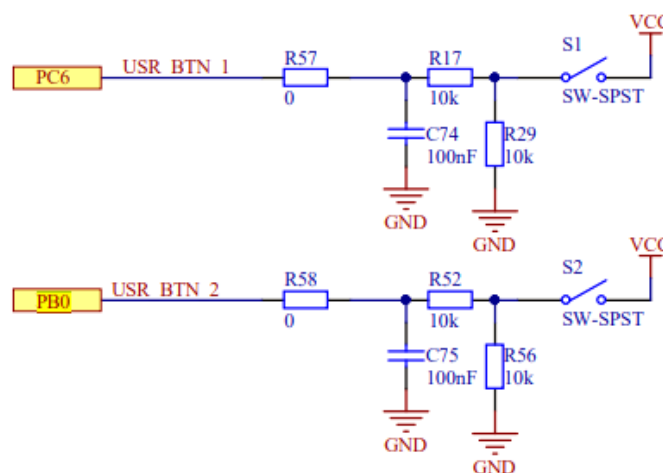 VCC
S1
R57
R17
USR_BTN_1
PC6
0
10k
SW-SPST
C74
100nF
R29
10k
GND
GND
VCC
S2
R58
R52
USR_BTN_2
PB0
0
10k
SW-SPST
C75
100nF
R56
10k
GND
GND